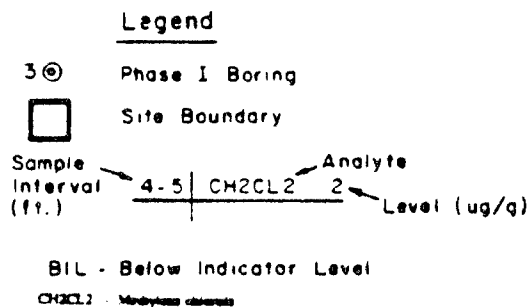 Legend
3 Phase I Boring
Site Boundary
Sample Interval (ft.)
4-5 CH2CL2 2
Analyte
Level (ug/g)
BIL - Below Indicator Level
CH2CL2 -